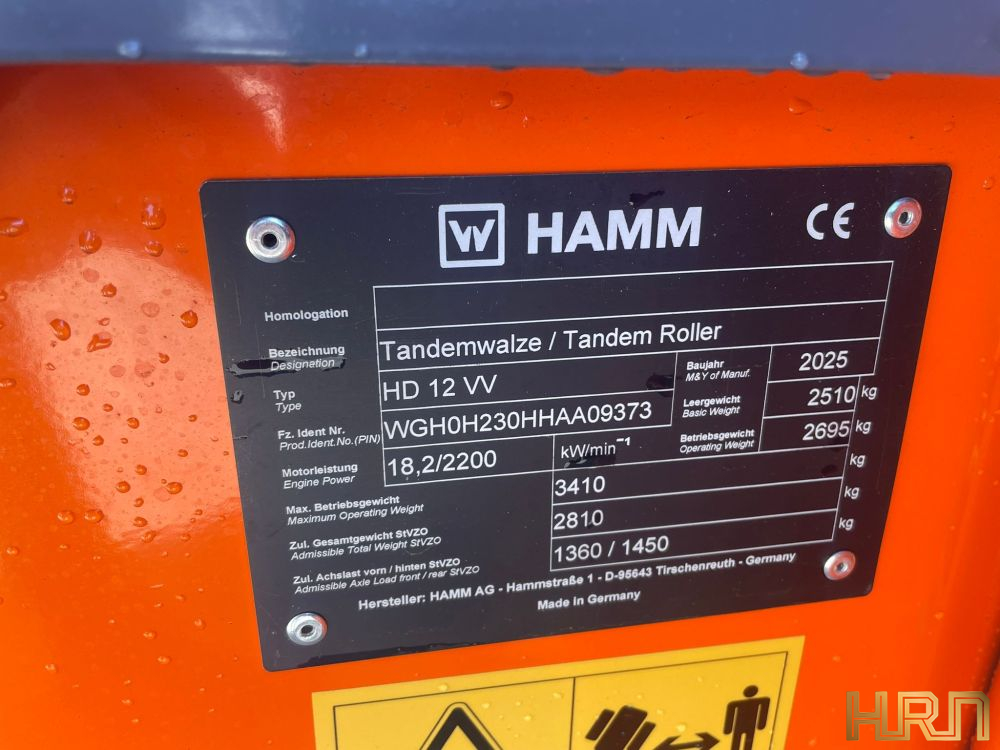 W HAMM CE
Homologation
Bezeichnung
Designation
Tandemwalze / Tandem Roller
Typ
Type
HD 12 VV
Baujahr
M&Y of Manuf.
2025
Fz. Ident Nr.
Prod.Ident.No.(PIN)
WGH0H230HHAA09373
Leergewicht
Basic Weight
2510 kg
Motorleistung
Engine Power
18,2/2200 kW/min⁻¹
Betriebsgewicht
Operating Weight
2695 kg
Max. Betriebsgewicht
Maximum Operating Weight
3410 kg
Zul. Gesamtgewicht StVZO
Admissible Total Weight StVZO
2810 kg
Zul. Achslast vorn / hinten StVZO
Admissible Axle Load front / rear StVZO
1360 / 1450 kg
Hersteller: HAMM AG - Hammstraße 1 - D-95643 Tirschenreuth - Germany
Made in Germany
HRN